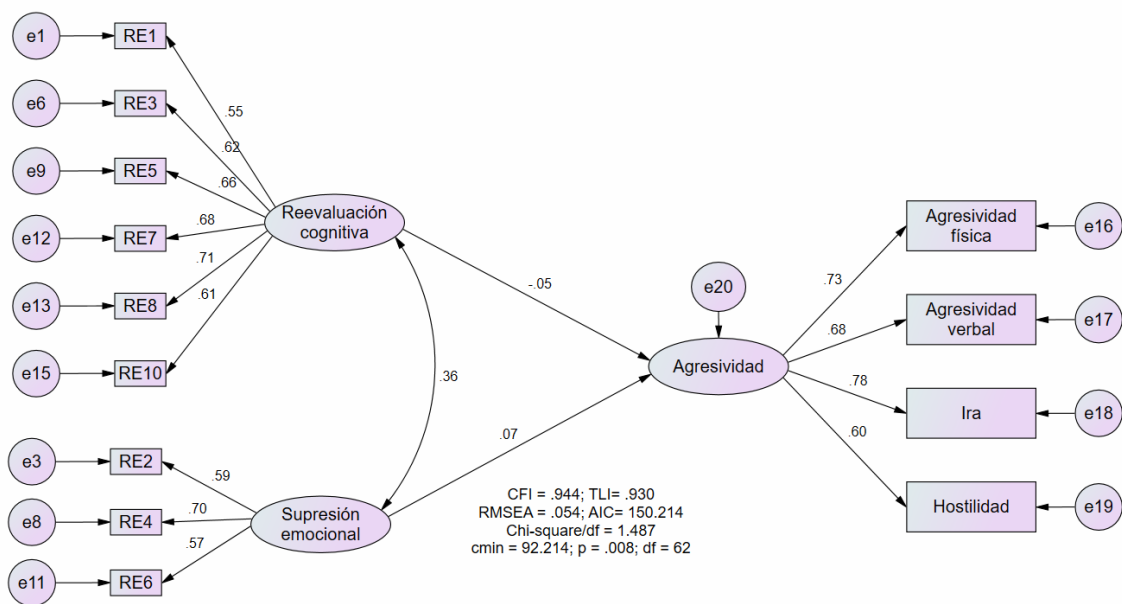 e1
RE1
e6
RE3
e9
RE5
e12
RE7
e13
RE8
e15
RE10
.55
.62
.66
.68
.71
.61
Reevaluación
cognitiva
e3
RE2
e8
RE4
e11
RE6
.59
.70
.57
Supresión
emocional
.36
-.05
.07
e20
Agresividad
.73
.68
.78
.60
Agresividad
física
e16
Agresividad
verbal
e17
Ira
e18
Hostilidad
e19
CFI = .944; TLI= .930
RMSEA = .054; AIC= 150.214
Chi-square/df = 1.487
cmin = 92.214; p = .008; df = 62